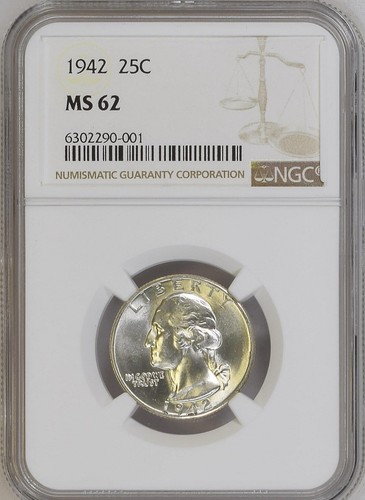 1942 25C
MS 62
6302290-001
NUMISMATIC GUARANTY CORPORATION
NGC
LIBERTY
IN GOD WE
TRUST
1942